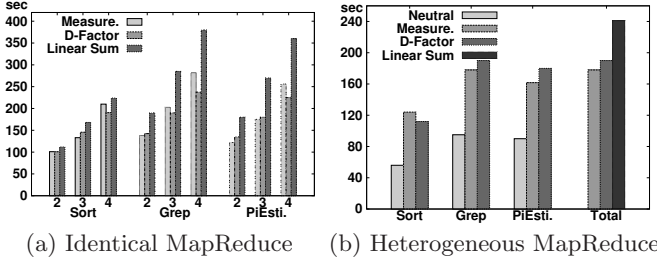 sec
400
350
300
250
200
150
100
50
0
Measure.
D-Factor
Linear Sum
2 3 4 2 3 4 2 3 4
Sort Grep PiEsti.
(a) Identical MapReduce
sec
240
200
160
120
80
40
0
Neutral
Measure.
D-Factor
Linear Sum
Sort Grep PiEsti. Total
(b) Heterogeneous MapReduce